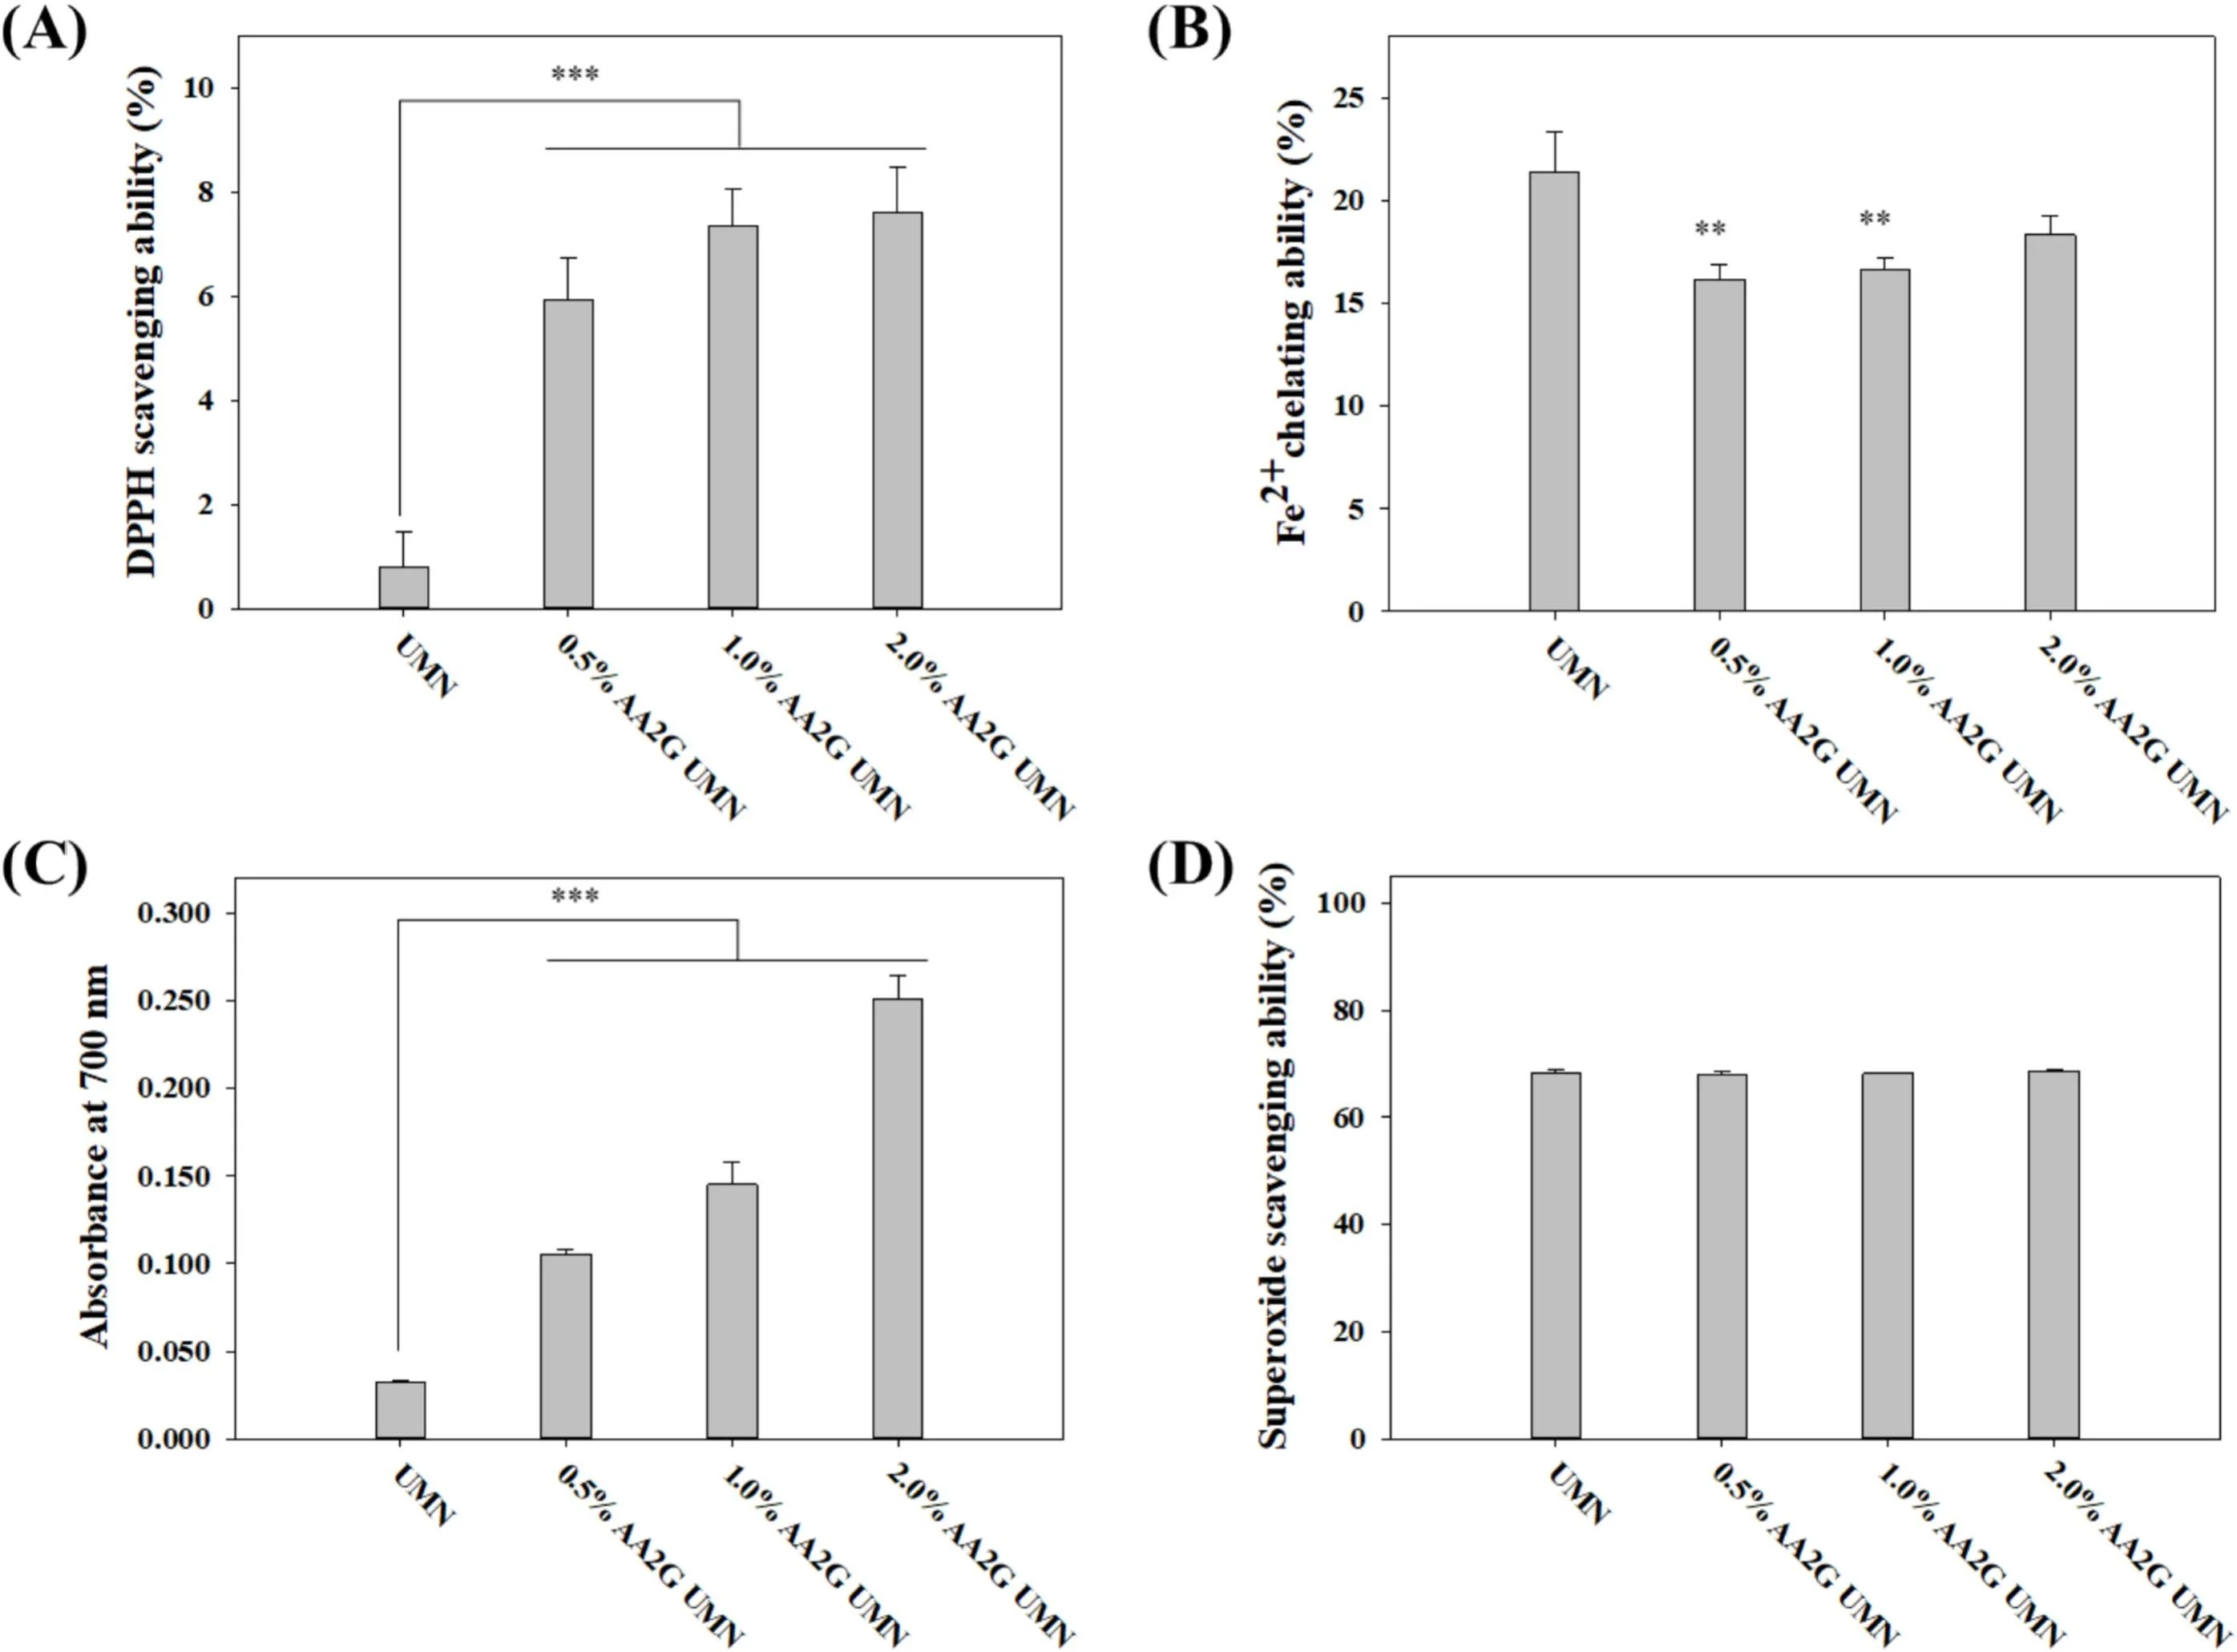 (A)
DPPH scavenging ability (%)
10
8
6
4
2
0
***
UMN
0.5% AA2G UMN
1.0% AA2G UMN
2.0% AA2G UMN
(B)
Fe2+ chelating ability (%)
25
20
15
10
5
0
**
**
UMN
0.5% AA2G UMN
1.0% AA2G UMN
2.0% AA2G UMN
(C)
Absorbance at 700 nm
0.300
0.250
0.200
0.150
0.100
0.050
0.000
***
UMN
0.5% AA2G UMN
1.0% AA2G UMN
2.0% AA2G UMN
(D)
Superoxide scavenging ability (%)
100
80
60
40
20
0
UMN
0.5% AA2G UMN
1.0% AA2G UMN
2.0% AA2G UMN